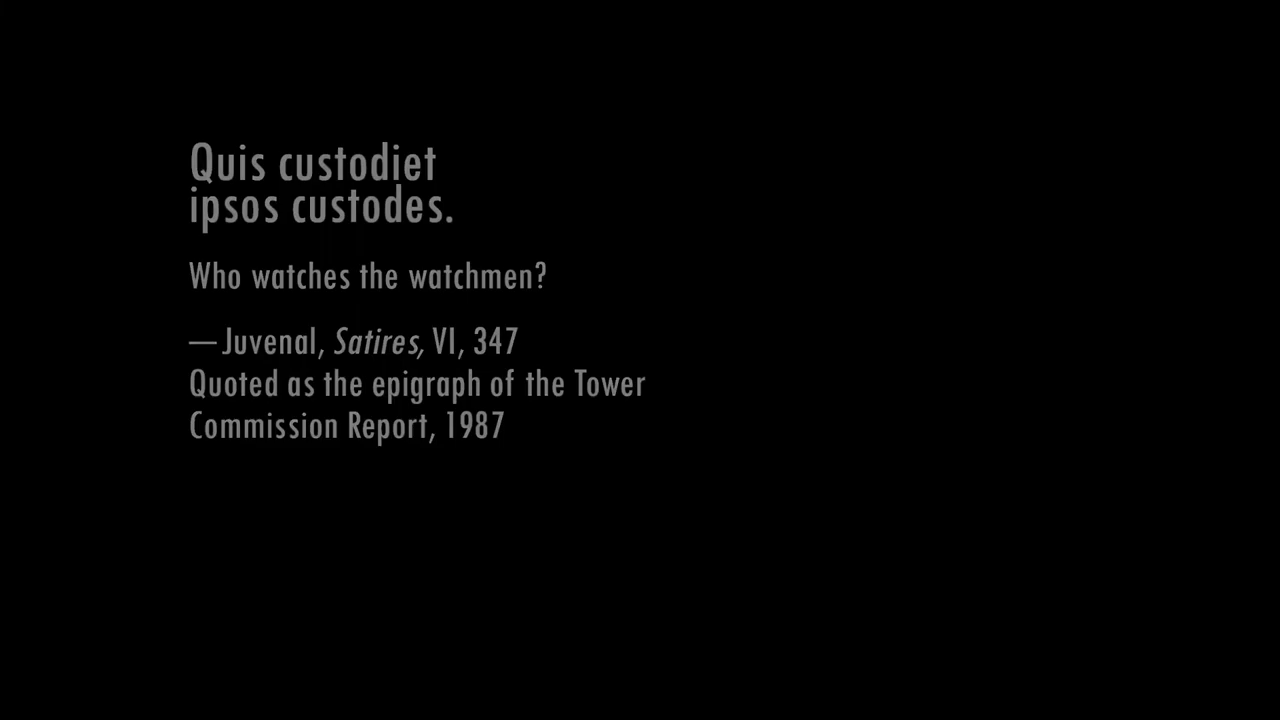 Quis custodiet
ipsos custodes.
Who watches the watchmen?
—Juvenal, Satires, VI, 347
Quoted as the epigraph of the Tower
Commission Report, 1987